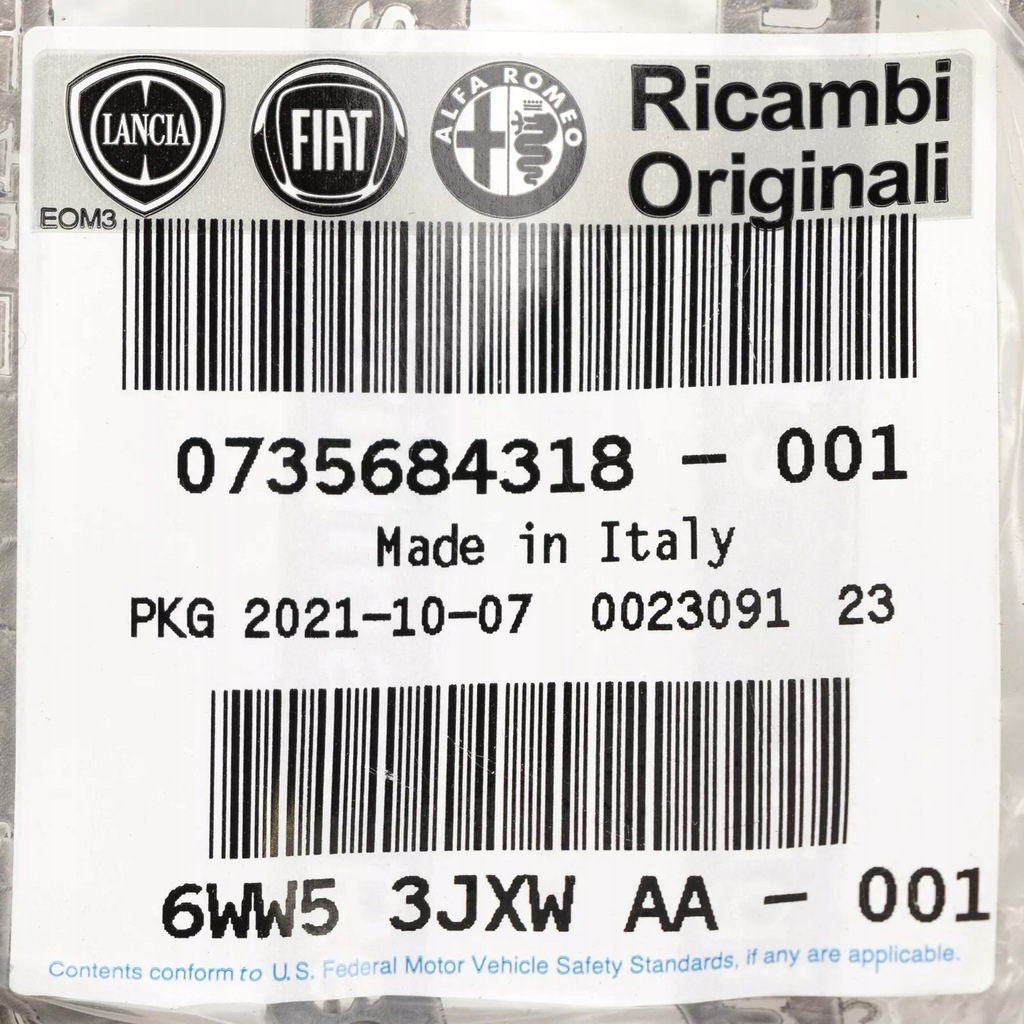 LANCIA FIAT ALFA ROMEO Ricambi
Originali
EOM3
0735684318 - 001
Made in Italy
PKG 2021-10-07 0023091 23
6WW5 3JXW AA - 001
Contents conform to U.S. Federal Motor Vehicle Safety Standards, if any are applicable.